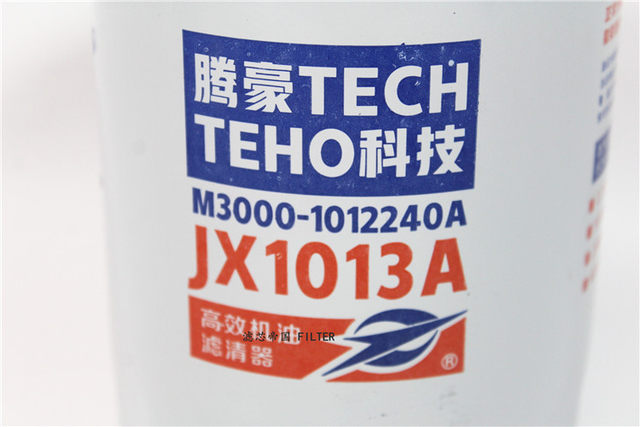 腾豪TECH
TEHO科技
M3000-1012240A
JX1013A
高效机油
滤芯帝国 FILTER
滤清器
®